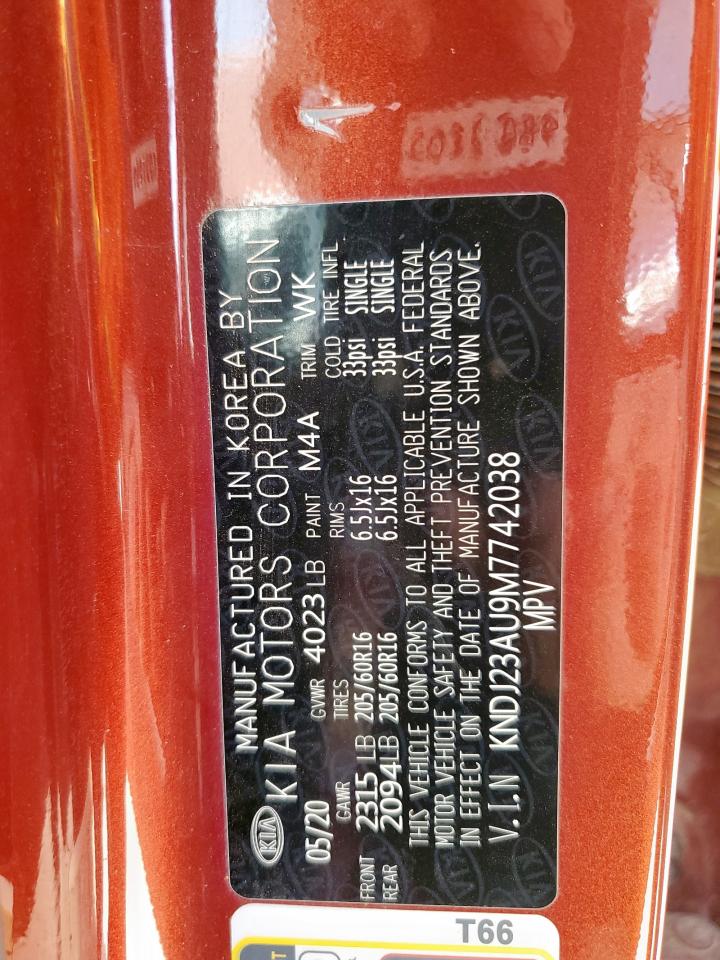 MANUFACTURED IN KOREA BY
KIA KIA MOTORS CORPORATION
05/20 GVWR 4023LB PAINT M4A TRIM WK
GAWR TIRES RIMS COLD TIRE INFL
FRONT 2315 LB 205/60R16 6.5Jx16 33psi SINGLE
REAR 2094LB 205/60R16 6.5Jx16 33psi SINGLE
THIS VEHICLE CONFORMS TO ALL APPLICABLE U.S.A. FEDERAL
MOTOR VEHICLE SAFETY AND THEFT PREVENTION STANDARDS
IN EFFECT ON THE DATE OF MANUFACTURE SHOWN ABOVE.
V.I.N KNDJ23AU9M7742038
MPV
T66